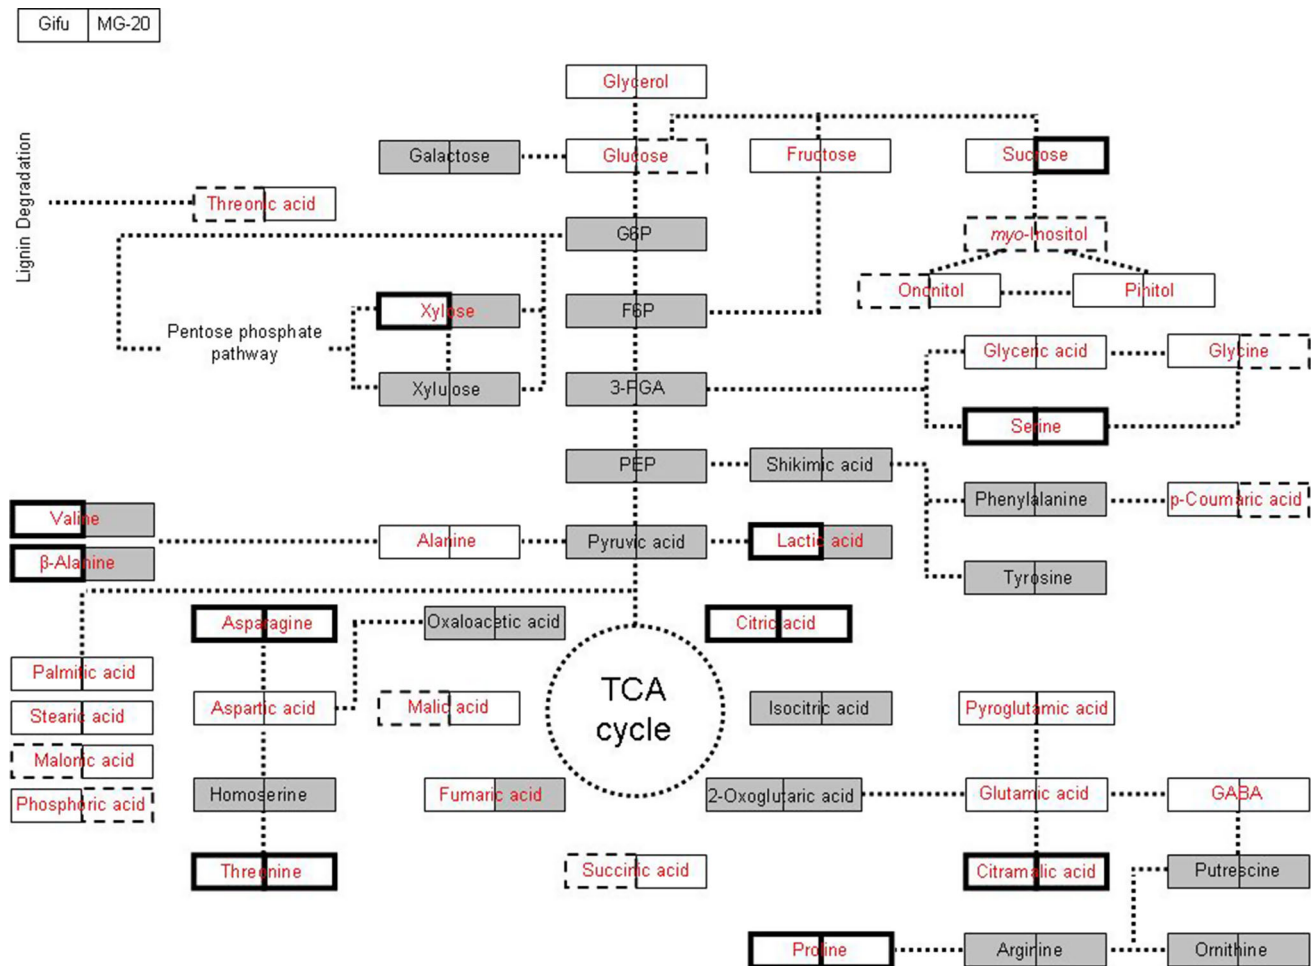 Gifu MG-20
Glycerol
Galactose Glucose Fructose Sucrose
Lignin Degradation
Threonic acid
G6P myo-Inositol
Ononitol Pinitol
Xylose F6P
Pentose phosphate
pathway
Glyceric acid Glycine
Xylulose 3-PGA
Serine
PEP Shikimic acid
Phenylalanine p-Coumaric acid
Valine
Alanine Pyruvic acid Lactic acid
β-Alanine
Tyrosine
Asparagine Oxaloacetic acid Citric acid
Palmitic acid
TCA
cycle
Stearic acid Aspartic acid Malic acid Isocitric acid Pyroglutamic acid
Malonic acid
Phosphoric acid Homoserine Fumaric acid 2-Oxoglutaric acid Glutamic acid GABA
Threonine Succinic acid Citramalic acid Putrescine
Proline Arginine Ornithine